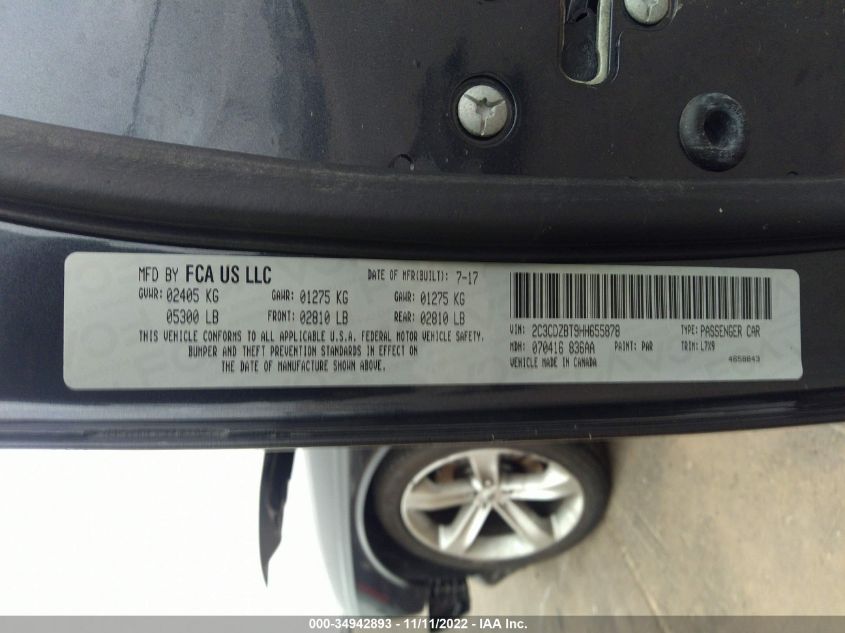 MFD BY FCA US LLC
DATE OF MFR(BUILT): 7-17
GVWR: 02405 KG GAWR: 01275 KG GAWR: 01275 KG
05300 LB FRONT: 02810 LB REAR: 02810 LB
THIS VEHICLE CONFORMS TO ALL APPLICABLE U.S.A. FEDERAL MOTOR VEHICLE SAFETY,
BUMPER AND THEFT PREVENTION STANDARDS IN EFFECT ON
THE DATE OF MANUFACTURE SHOWN ABOVE.
VIN: 2C3CDZBT9HH655878 TYPE: PASSENGER CAR
MDH: 070416 836AA PAINT: PAR TRIM: L7X9
VEHICLE MADE IN CANADA 4658843
000-34942893 - 11/11/2022 - IAA Inc.